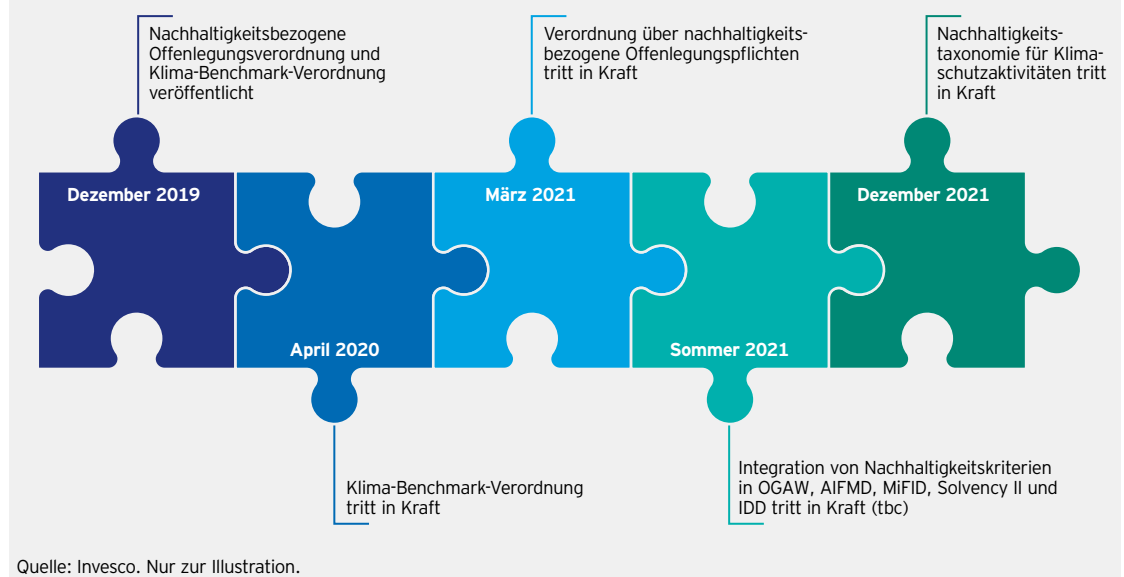 Nachhaltigkeitsbezogene
Offenlegungsverordnung und
Klima-Benchmark-Verordnung
veröffentlicht
Verordnung über nachhaltigkeits-
bezogene Offenlegungspflichten
tritt in Kraft
Nachhaltigkeits-
taxonomie für Klima-
schutzaktivitäten tritt
in Kraft
Dezember 2019
März 2021
Dezember 2021
April 2020
Sommer 2021
Klima-Benchmark-Verordnung
tritt in Kraft
Integration von Nachhaltigkeitskriterien
in OGAW, AIFMD, MiFID, Solvency II und
IDD tritt in Kraft (tbc)
Quelle: Invesco. Nur zur Illustration.